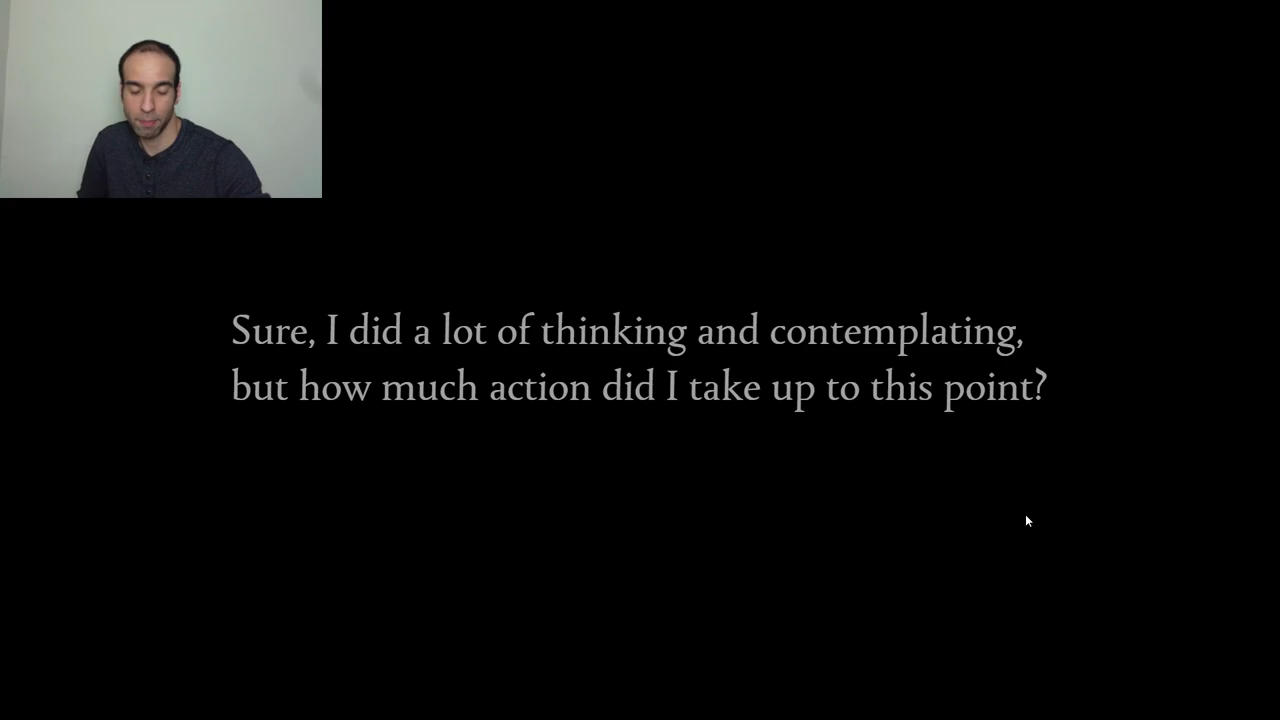 Sure, I did a lot of thinking and contemplating,
but how much action did I take up to this point?